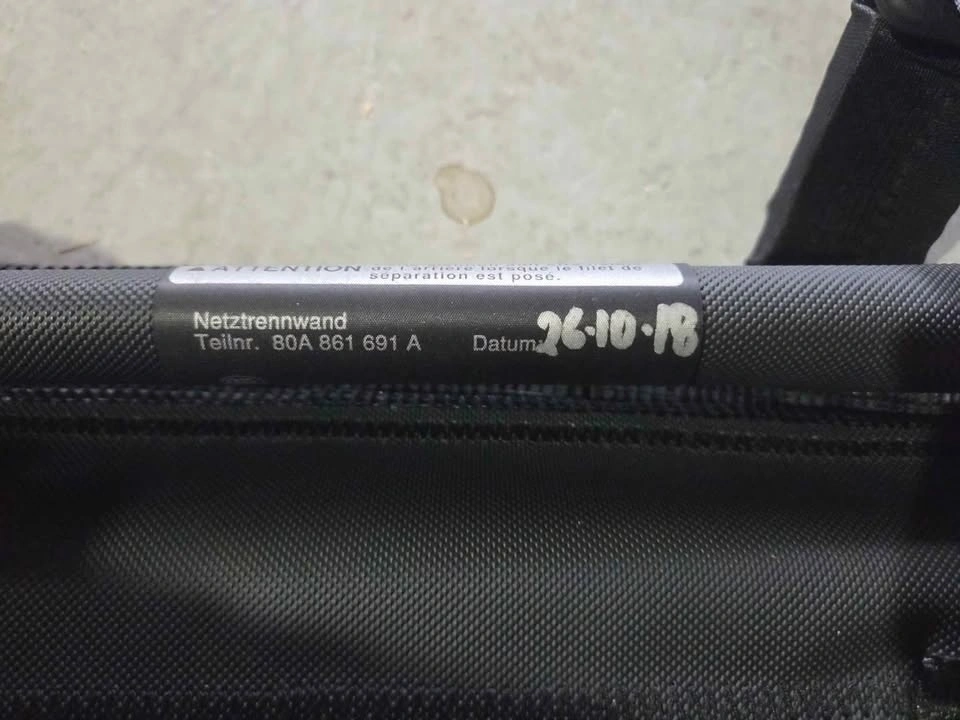 ▲ATTENTION de l'arrière lorsque le filet de
séparation est posé.
Netztrennwand
Teilnr. 80A 861 691 A Datum: 26-10-18